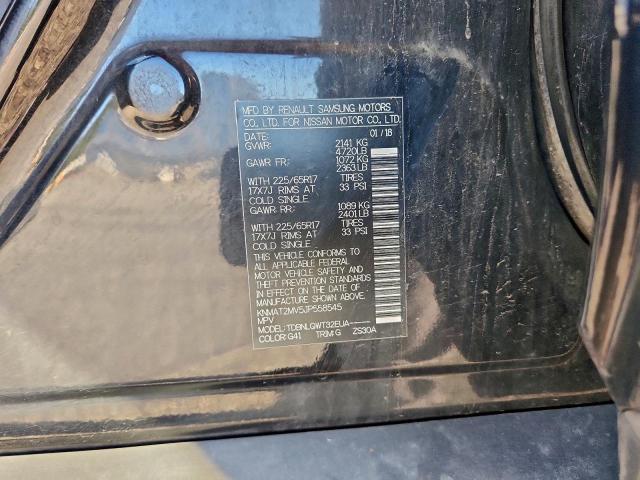 MFD BY RENAULT SAMSUNG MOTORS
CO., LTD. FOR NISSAN MOTOR CO., LTD.
DATE: 01/18
GVWR: 2141 KG
4720LB
GAWR FR: 1072 KG
2363 LB
WITH 225/65R17 TIRES
17X7J RIMS AT 33 PSI
COLD SINGLE
GAWR RR: 1089 KG
2401 LB
WITH 225/65R17 TIRES
17X7J RIMS AT 33 PSI
COLD SINGLE
THIS VEHICLE CONFORMS TO
ALL APPLICABLE FEDERAL
MOTOR VEHICLE SAFETY AND
THEFT PREVENTION STANDARDS
IN EFFECT ON THE DATE OF
MANUFACTURE SHOWN ABOVE.
KNMAT2MV5JP558545
MPV
MODEL: TDBNLGWT32EUA-----
COLOR: G41 TRIM: G ZS30A